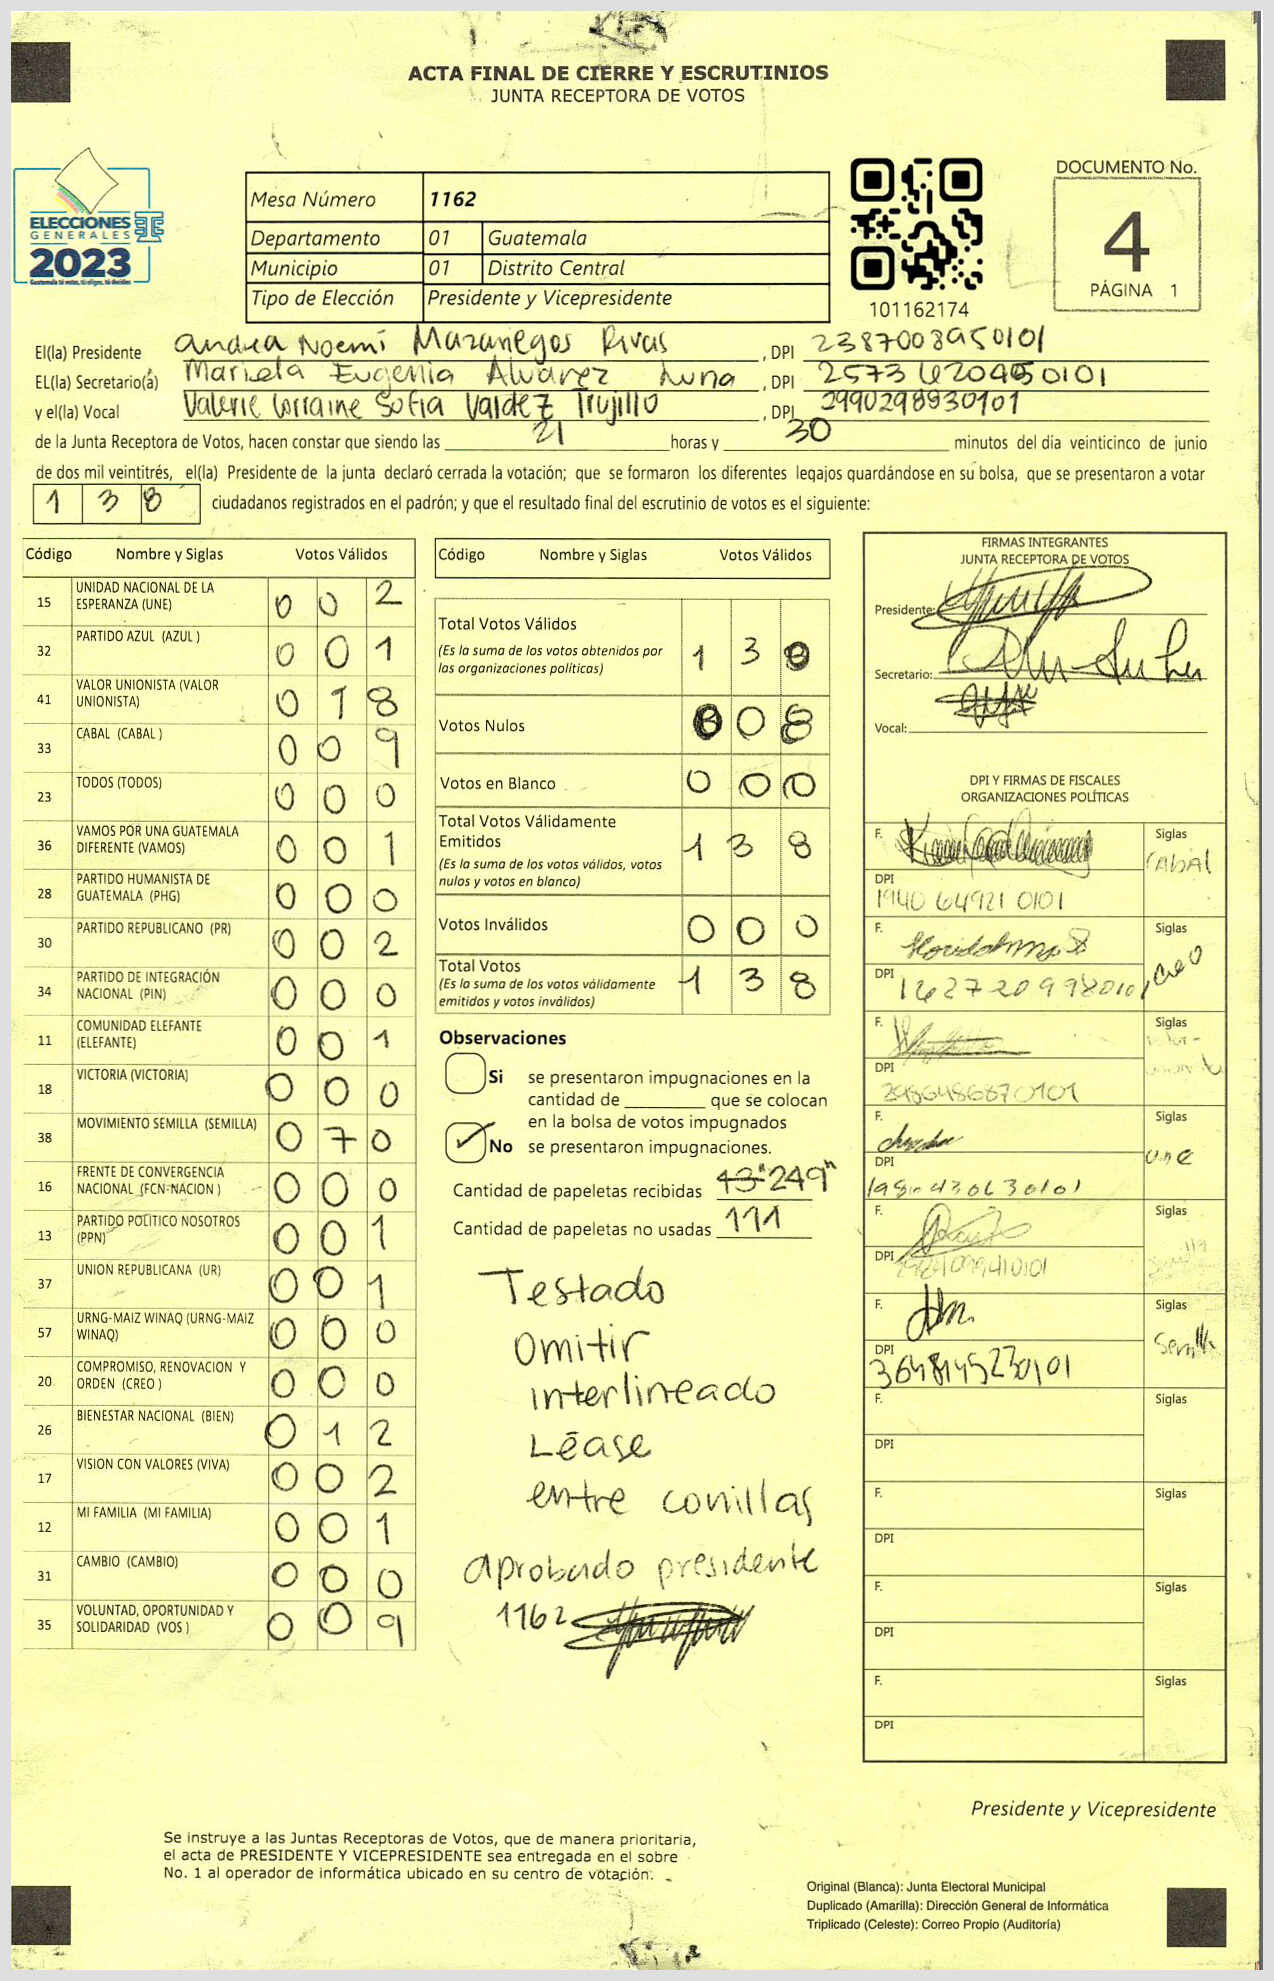 ACTA FINAL DE CIERRE Y ESCRUTINIOS
JUNTA RECEPTORA DE VOTOS
ELECCIONES
GENERALES
2023
Mesa Número 1162
Departamento 01 Guatemala
Municipio 01 Distrito Central
Tipo de Elección Presidente y Vicepresidente
101162174
DOCUMENTO No.
4
PÁGINA 1
El(la) Presidente Andrea Noemí Mazariegos Rivas, DPI 2387008950101
EL(la) Secretario(a) Mariela Eugenia Alvarez Luna, DPI
y el(la) Vocal Valerie Lorraine Sofia Valdez Trujillo, DPI 2990298930101
de la Junta Receptora de Votos, hacen constar que siendo las 21 horas y 30 minutos del día veinticinco de junio
de dos mil veintitrés, el(la) Presidente de la junta declaró cerrada la votación; que se formaron los diferentes legajos guardándose en su bolsa, que se presentaron a votar
1 3 8 ciudadanos registrados en el padrón; y que el resultado final del escrutinio de votos es el siguiente:
Código Nombre y Siglas Votos Válidos
15 UNIDAD NACIONAL DE LA ESPERANZA (UNE) 0 0 2
32 PARTIDO AZUL (AZUL ) 0 0 1
41 VALOR UNIONISTA (VALOR UNIONISTA) 0 1 8
33 CABAL (CABAL ) 0 0 9
23 TODOS (TODOS) 0 0 0
36 VAMOS POR UNA GUATEMALA DIFERENTE (VAMOS) 0 0 1
28 PARTIDO HUMANISTA DE GUATEMALA (PHG) 0 0 0
30 PARTIDO REPUBLICANO (PR) 0 0 2
34 PARTIDO DE INTEGRACIÓN NACIONAL (PIN) 0 0 0
11 COMUNIDAD ELEFANTE (ELEFANTE) 0 0 1
18 VICTORIA (VICTORIA) 0 0 0
38 MOVIMIENTO SEMILLA (SEMILLA) 0 7 0
16 FRENTE DE CONVERGENCIA NACIONAL (FCN-NACION ) 0 0 0
13 PARTIDO POLITICO NOSOTROS (PPN) 0 0 1
37 UNION REPUBLICANA (UR) 0 0 1
57 URNG-MAIZ WINAQ (URNG-MAIZ WINAQ) 0 0 0
20 COMPROMISO, RENOVACION Y ORDEN (CREO ) 0 0 0
26 BIENESTAR NACIONAL (BIEN) 0 1 2
17 VISION CON VALORES (VIVA) 0 0 2
12 MI FAMILIA (MI FAMILIA) 0 0 1
31 CAMBIO (CAMBIO) 0 0 0
35 VOLUNTAD, OPORTUNIDAD Y SOLIDARIDAD (VOS ) 0 0 9
Código Nombre y Siglas Votos Válidos
Total Votos Válidos 1 3
(Es la suma de los votos obtenidos por
las organizaciones políticas)
Votos Nulos 0 0 8
Votos en Blanco 0 0 0
Total Votos Válidamente
Emitidos 1 3 8
(Es la suma de los votos válidos, votos
nulos y votos en blanco)
Votos Inválidos 0 0 0
Total Votos 1 3 8
(Es la suma de los votos válidamente
emitidos y votos inválidos)
Observaciones
Si se presentaron impugnaciones en la
cantidad de ________ que se colocan
en la bolsa de votos impugnados
No se presentaron impugnaciones.
Cantidad de papeletas recibidas 43 "249"
Cantidad de papeletas no usadas 111
Testado
Omitir
interlineado
Léase
entre comillas
aprobado presidente
1162
FIRMAS INTEGRANTES
JUNTA RECEPTORA DE VOTOS
Presidente:
Secretario:
Vocal:
DPI Y FIRMAS DE FISCALES
ORGANIZACIONES POLÍTICAS
F. Siglas CABAL
DPI 1940 64921 0101
F. Siglas creo
DPI 1627209980101
F. Siglas
DPI
F. Siglas une
DPI
F. Siglas
DPI
F. Siglas Semilla
DPI 3648145230101
F. Siglas
DPI
F. Siglas
DPI
F. Siglas
DPI
F. Siglas
DPI
Presidente y Vicepresidente
Se instruye a las Juntas Receptoras de Votos, que de manera prioritaria,
el acta de PRESIDENTE Y VICEPRESIDENTE sea entregada en el sobre
No. 1 al operador de informática ubicado en su centro de votación.
Original (Blanca): Junta Electoral Municipal
Duplicado (Amarilla): Dirección General de Informática
Triplicado (Celeste): Correo Propio (Auditoría)